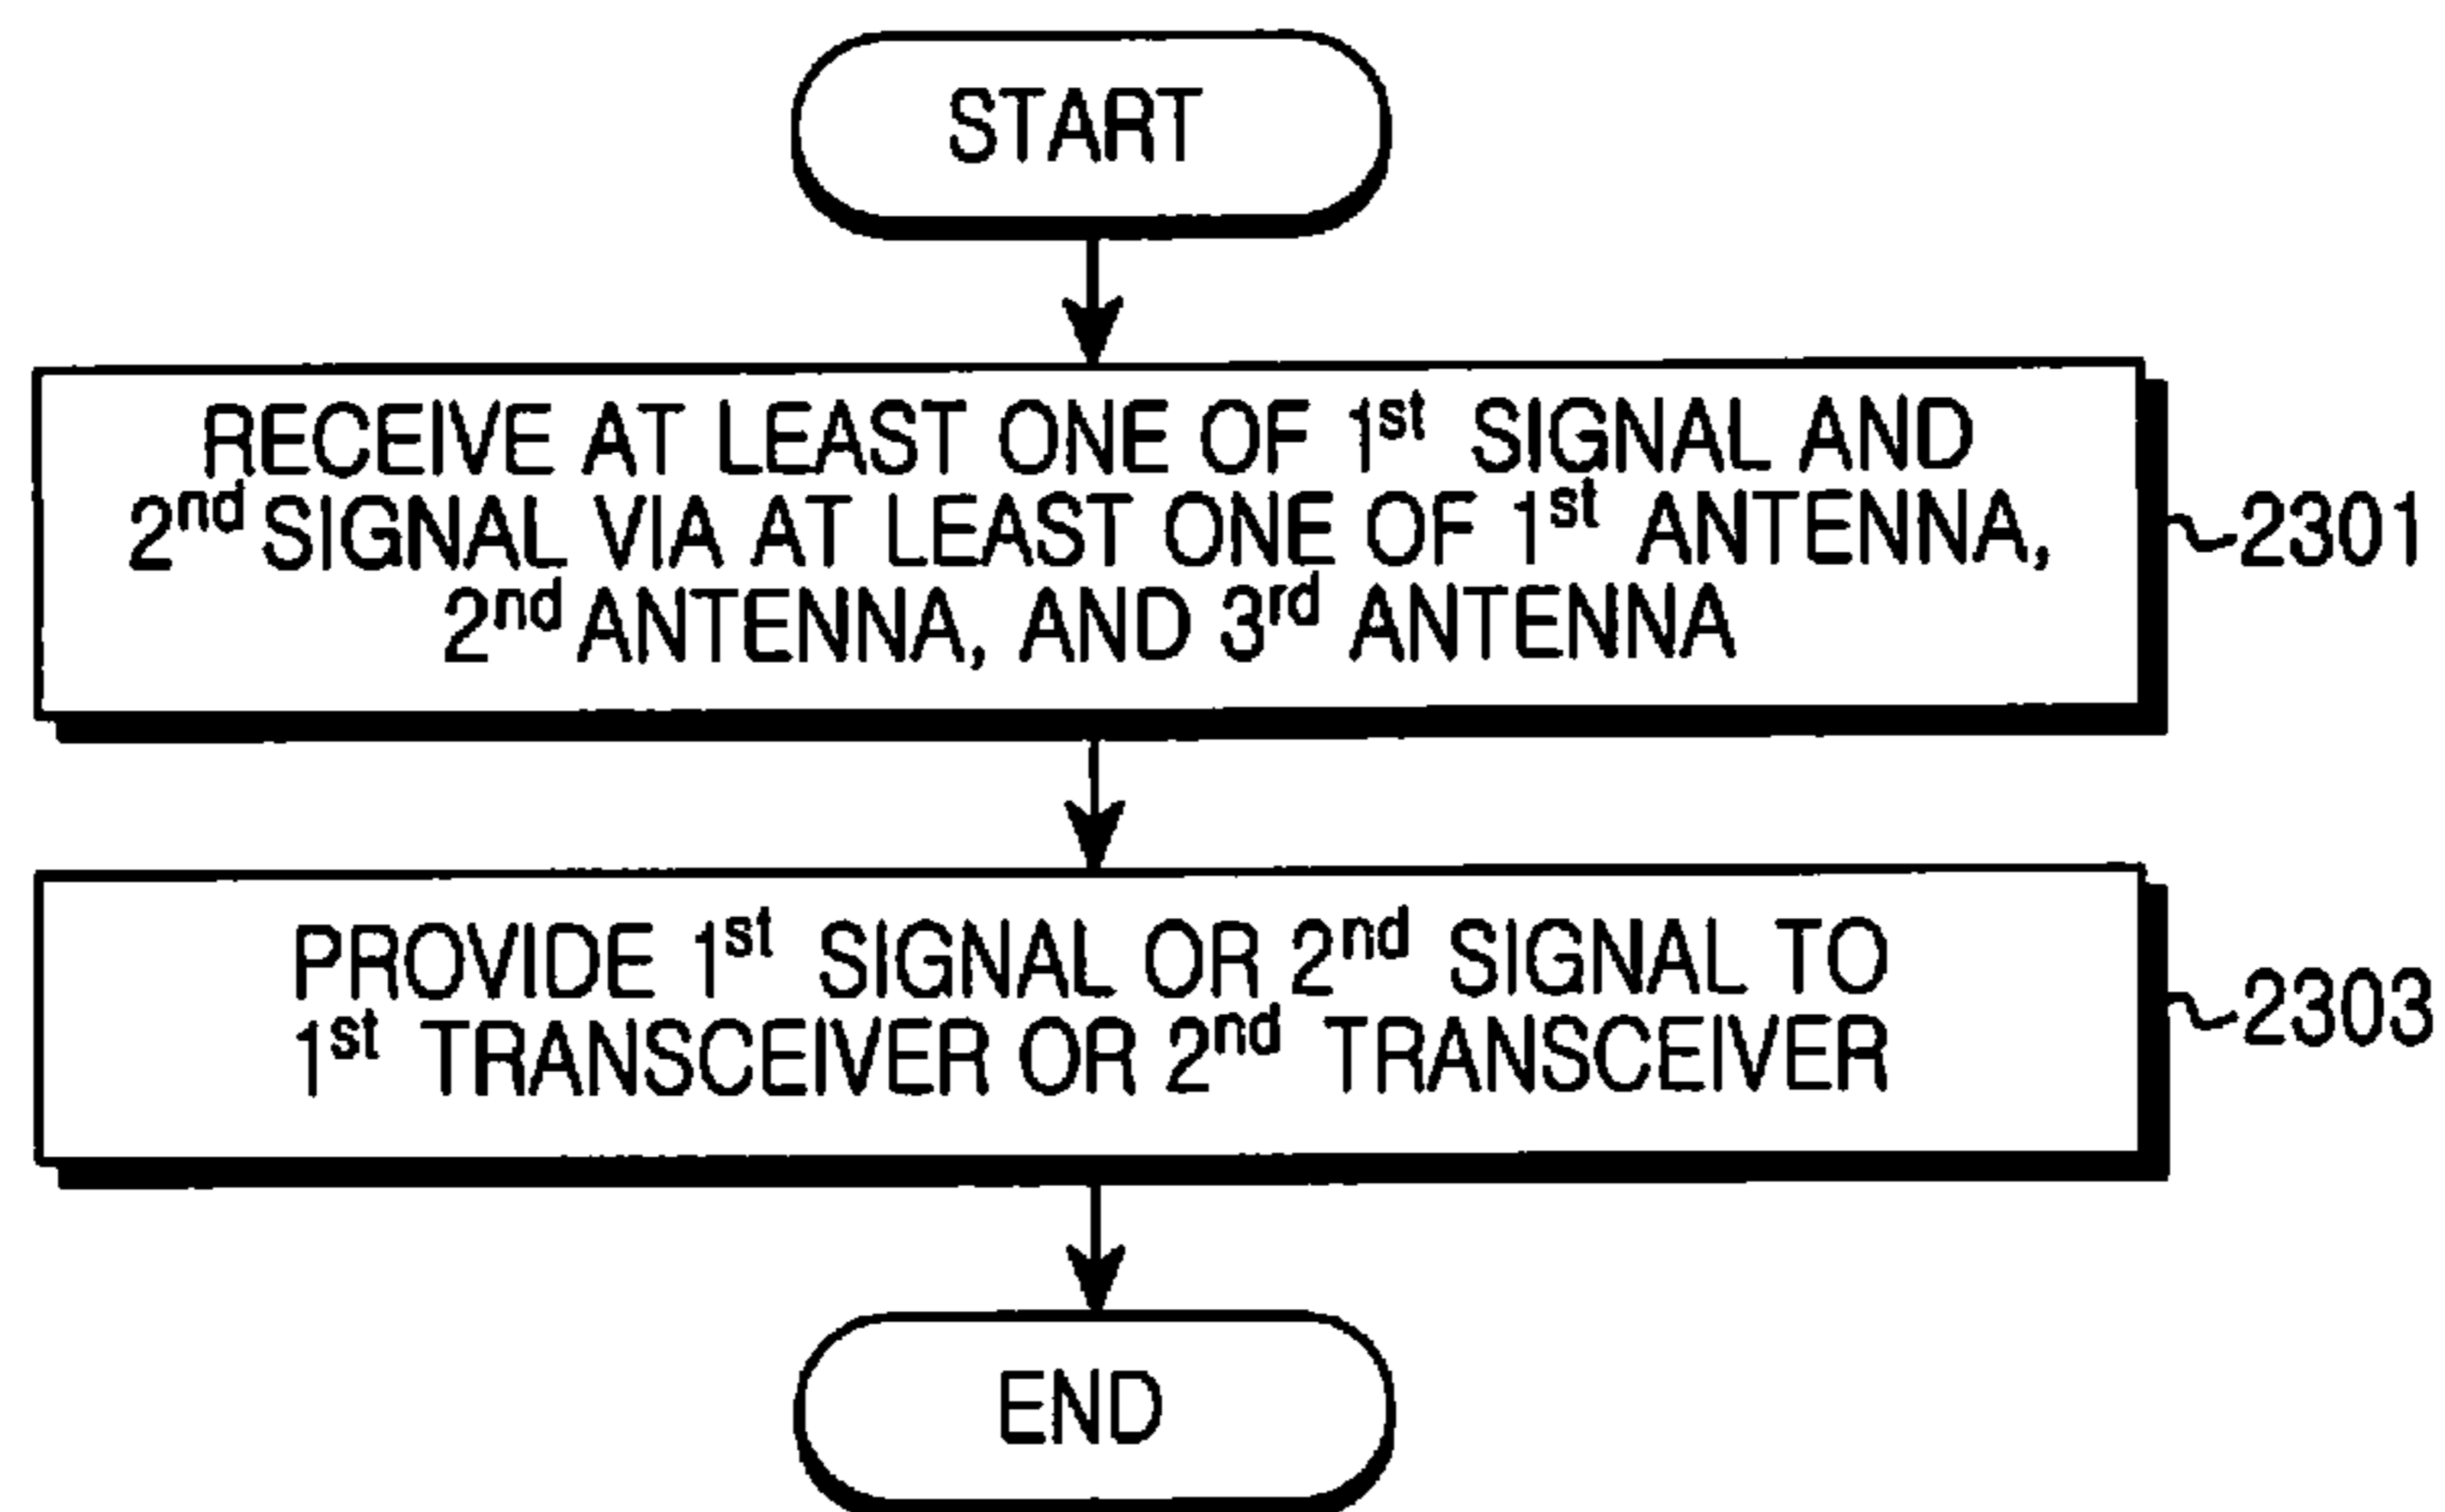 START
RECEIVE AT LEAST ONE OF 1st SIGNAL AND
2nd SIGNAL VIA AT LEAST ONE OF 1st ANTENNA,
2nd ANTENNA, AND 3rd ANTENNA
2301
PROVIDE 1st SIGNAL OR 2nd SIGNAL TO
1st TRANSCEIVER OR 2nd TRANSCEIVER
2303
END